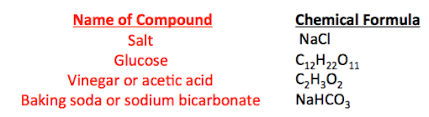 Name of Compound Chemical Formula
Salt NaCl
Glucose C₁₂H₂₂O₁₁
Vinegar or acetic acid C₂H₃O₂
Baking soda or sodium bicarbonate NaHCO₃